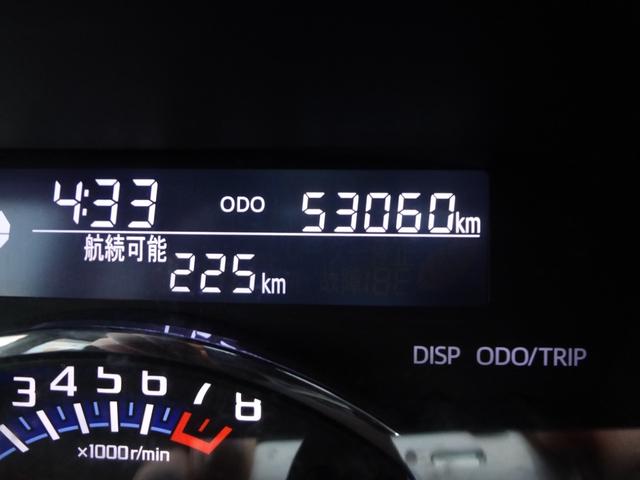 4:33 ODO 53060km
航続可能
225km
DISP ODO/TRIP
3 4 5 6 7 8
×1000r/min